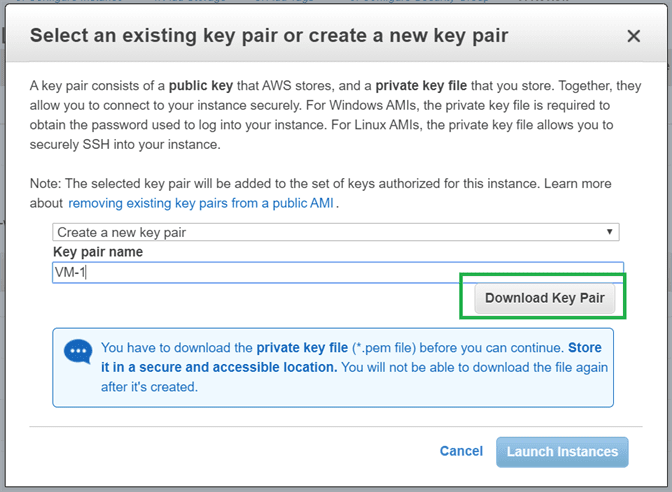 Select an existing key pair or create a new key pair
A key pair consists of a public key that AWS stores, and a private key file that you store. Together, they
allow you to connect to your instance securely. For Windows AMIs, the private key file is required to
obtain the password used to log into your instance. For Linux AMIs, the private key file allows you to
securely SSH into your instance.
Note: The selected key pair will be added to the set of keys authorized for this instance. Learn more
about removing existing key pairs from a public AMI .
Create a new key pair
Key pair name
VM-1
Download Key Pair
You have to download the private key file (*.pem file) before you can continue. Store
it in a secure and accessible location. You will not be able to download the file again
after it's created.
Cancel
Launch Instances